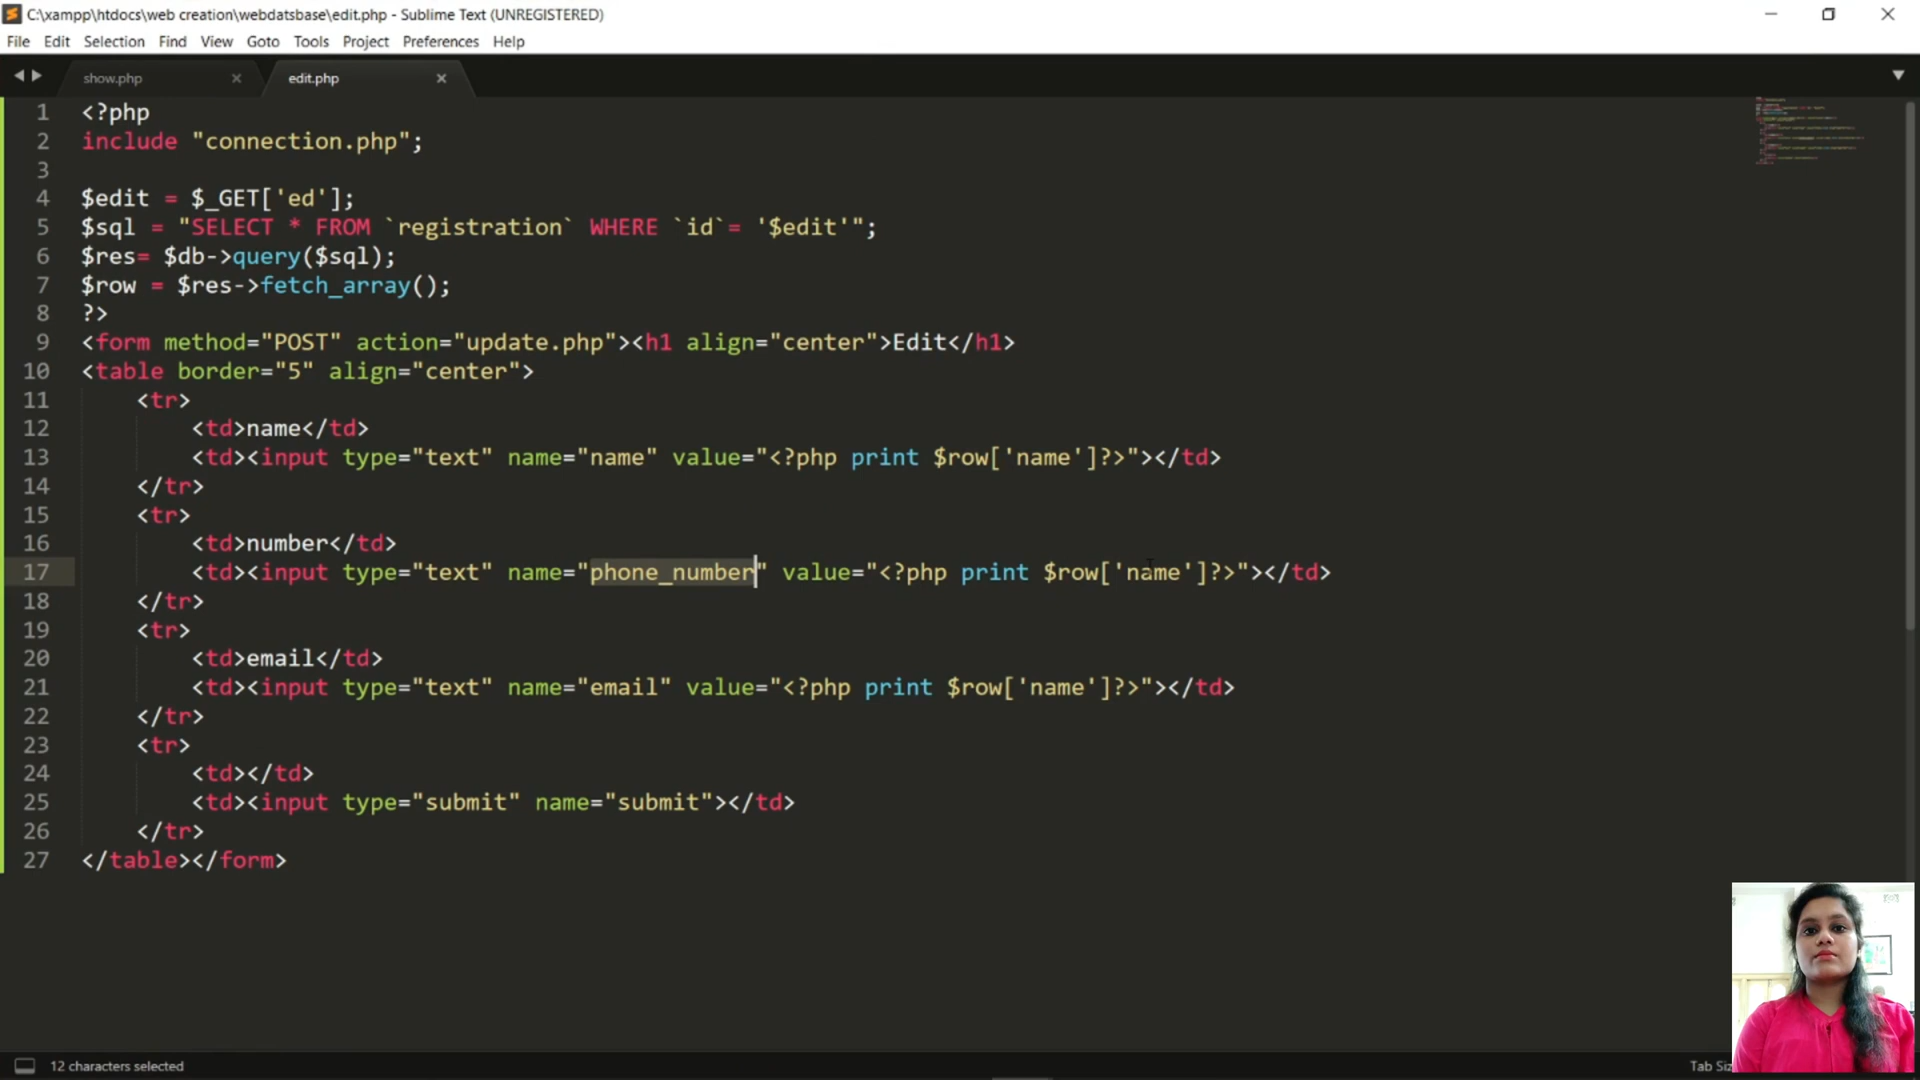 C:\xampp\htdocs\web creation\webdatsbase\edit.php - Sublime Text (UNREGISTERED)
File Edit Selection Find View Goto Tools Project Preferences Help
show.php edit.php
1 <?php
2 include "connection.php";
3
4 $edit = $_GET['ed'];
5 $sql = "SELECT * FROM `registration` WHERE `id`= '$edit'";
6 $res= $db->query($sql);
7 $row = $res->fetch_array();
8 ?>
9 <form method="POST" action="update.php"><h1 align="center">Edit</h1>
10 <table border="5" align="center">
11 <tr>
12 <td>name</td>
13 <td><input type="text" name="name" value="<?php print $row['name']?>"></td>
14 </tr>
15 <tr>
16 <td>number</td>
17 <td><input type="text" name="phone_number" value="<?php print $row['name']?>"></td>
18 </tr>
19 <tr>
20 <td>email</td>
21 <td><input type="text" name="email" value="<?php print $row['name']?>"></td>
22 </tr>
23 <tr>
24 <td></td>
25 <td><input type="submit" name="submit"></td>
26 </tr>
27 </table></form>
12 characters selected
Tab Siz